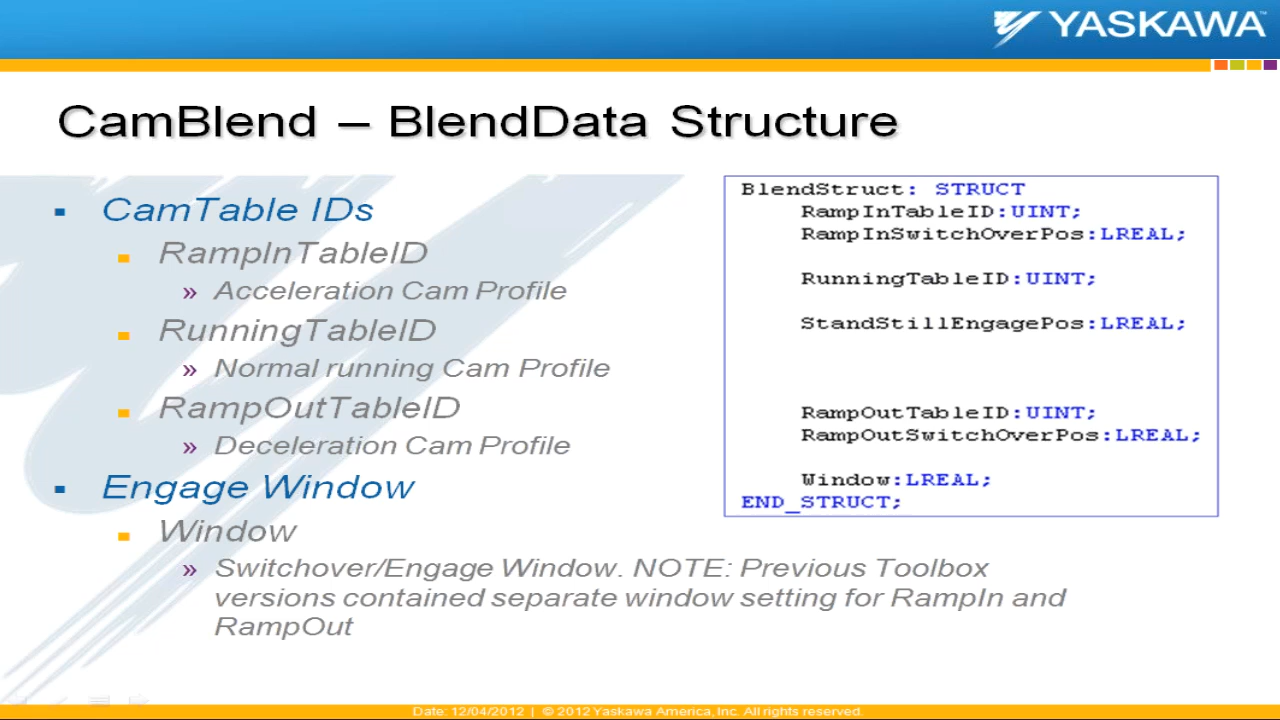 YASKAWA
CamBlend – BlendData Structure
▪ CamTable IDs
▪ RampInTableID
» Acceleration Cam Profile
▪ RunningTableID
» Normal running Cam Profile
▪ RampOutTableID
» Deceleration Cam Profile
▪ Engage Window
▪ Window
» Switchover/Engage Window. NOTE: Previous Toolbox
versions contained separate window setting for RampIn and
RampOut
BlendStruct: STRUCT
RampInTableID:UINT;
RampInSwitchOverPos:LREAL;
RunningTableID:UINT;
StandStillEngagePos:LREAL;
RampOutTableID:UINT;
RampOutSwitchOverPos:LREAL;
Window:LREAL;
END_STRUCT;
Date: 12/04/2012 | © 2012 Yaskawa America, Inc. All rights reserved.